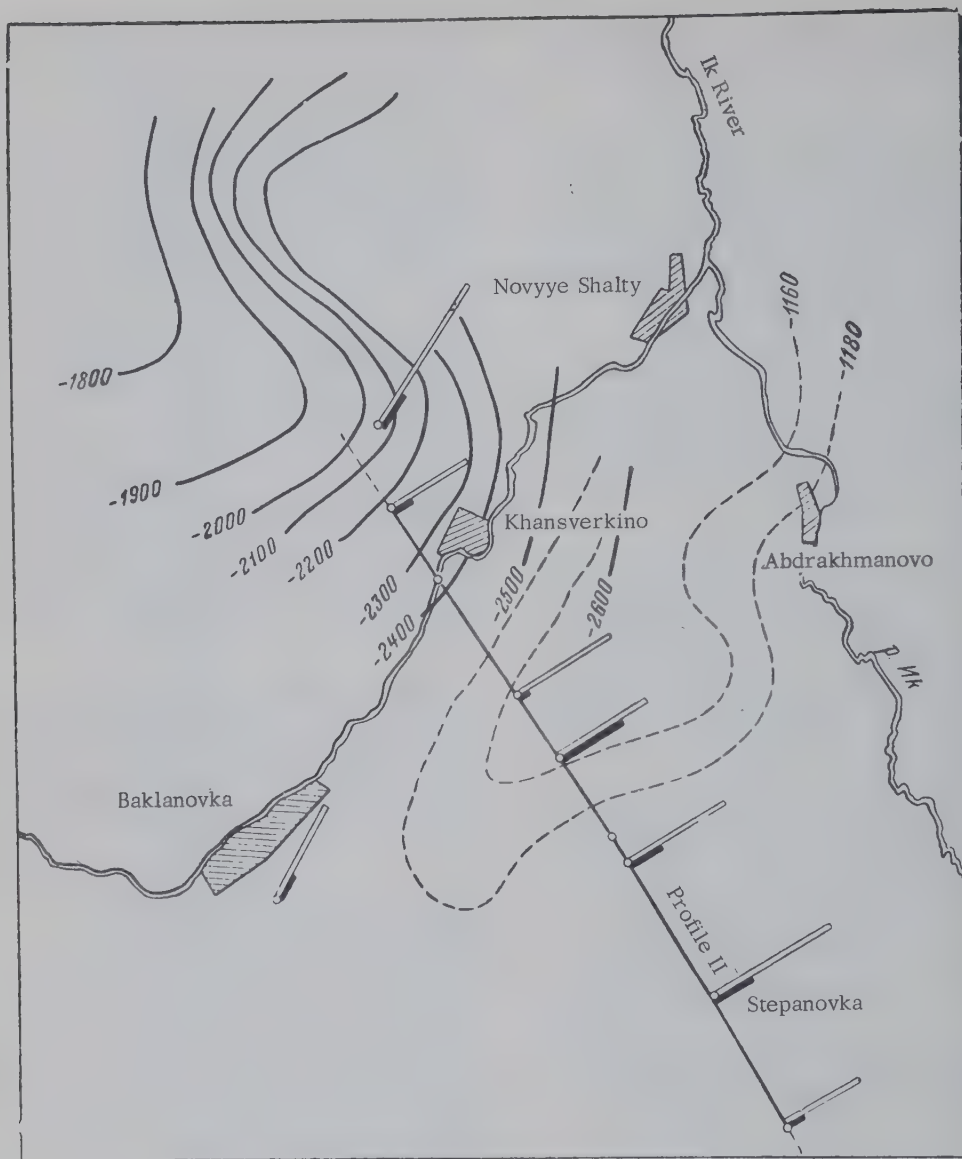 Ik River
Novyye Shalty
-1160
-1180
-1800
-1900
-2000
-2100
-2200
-2300
-2400
Khansverkino
-2500
-2600
Abdrakhmanovo
р. Ик
Baklanovka
Profile II
Stepanovka